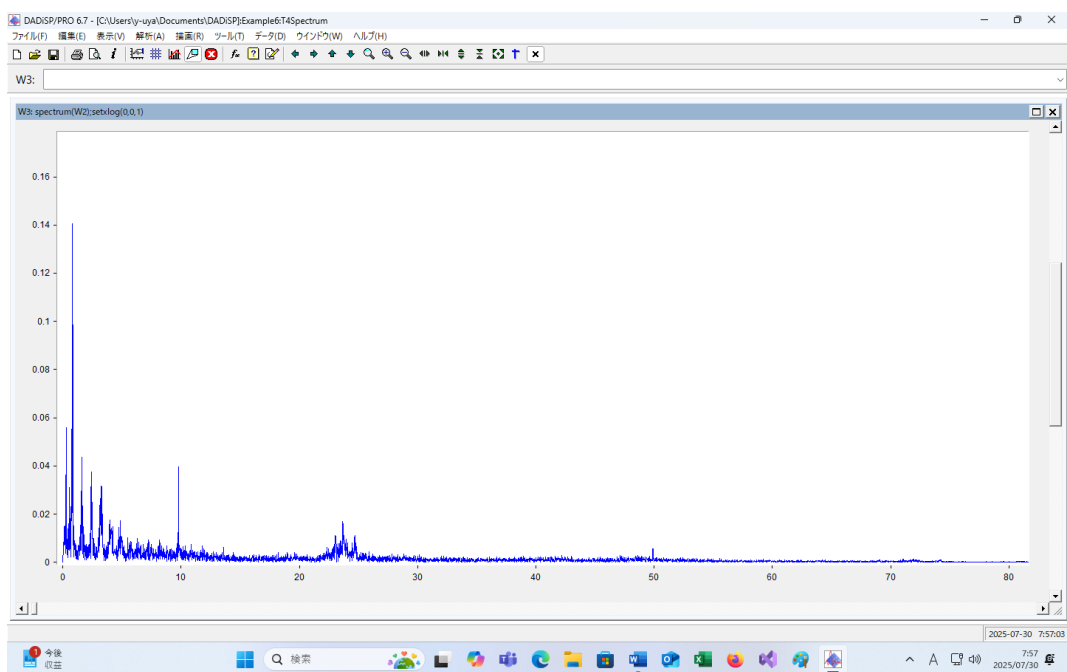 DADiSP/PRO 6.7 - [C:\Users\y-uya\Documents\DADiSP]:Example6:T4Spectrum
ファイル(F) 編集(E) 表示(V) 解析(A) 描画(R) ツール(T) データ(D) ウインドウ(W) ヘルプ(H)
W3:
W3: spectrum(W2);setxlog(0,0,1)
0.16
0.14
0.12
0.1
0.08
0.06
0.04
0.02
0
0 10 20 30 40 50 60 70 80
2025-07-30 7:57:03
1 今後
収益
検索
A
7:57
2025/07/30